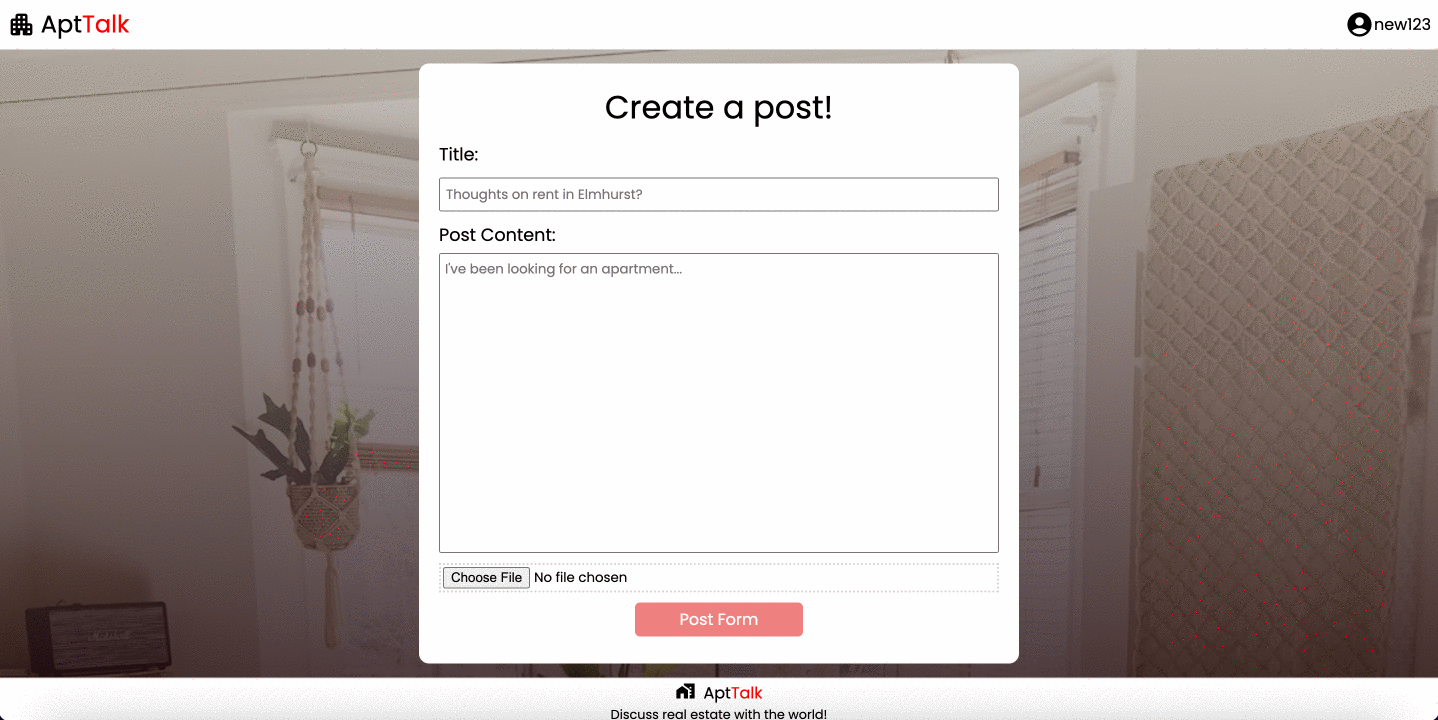 AptTalk
new123
Create a post!
Title:
Thoughts on rent in Elmhurst?
Post Content:
I've been looking for an apartment...
Choose File No file chosen
Post Form
AptTalk
Discuss real estate with the world!